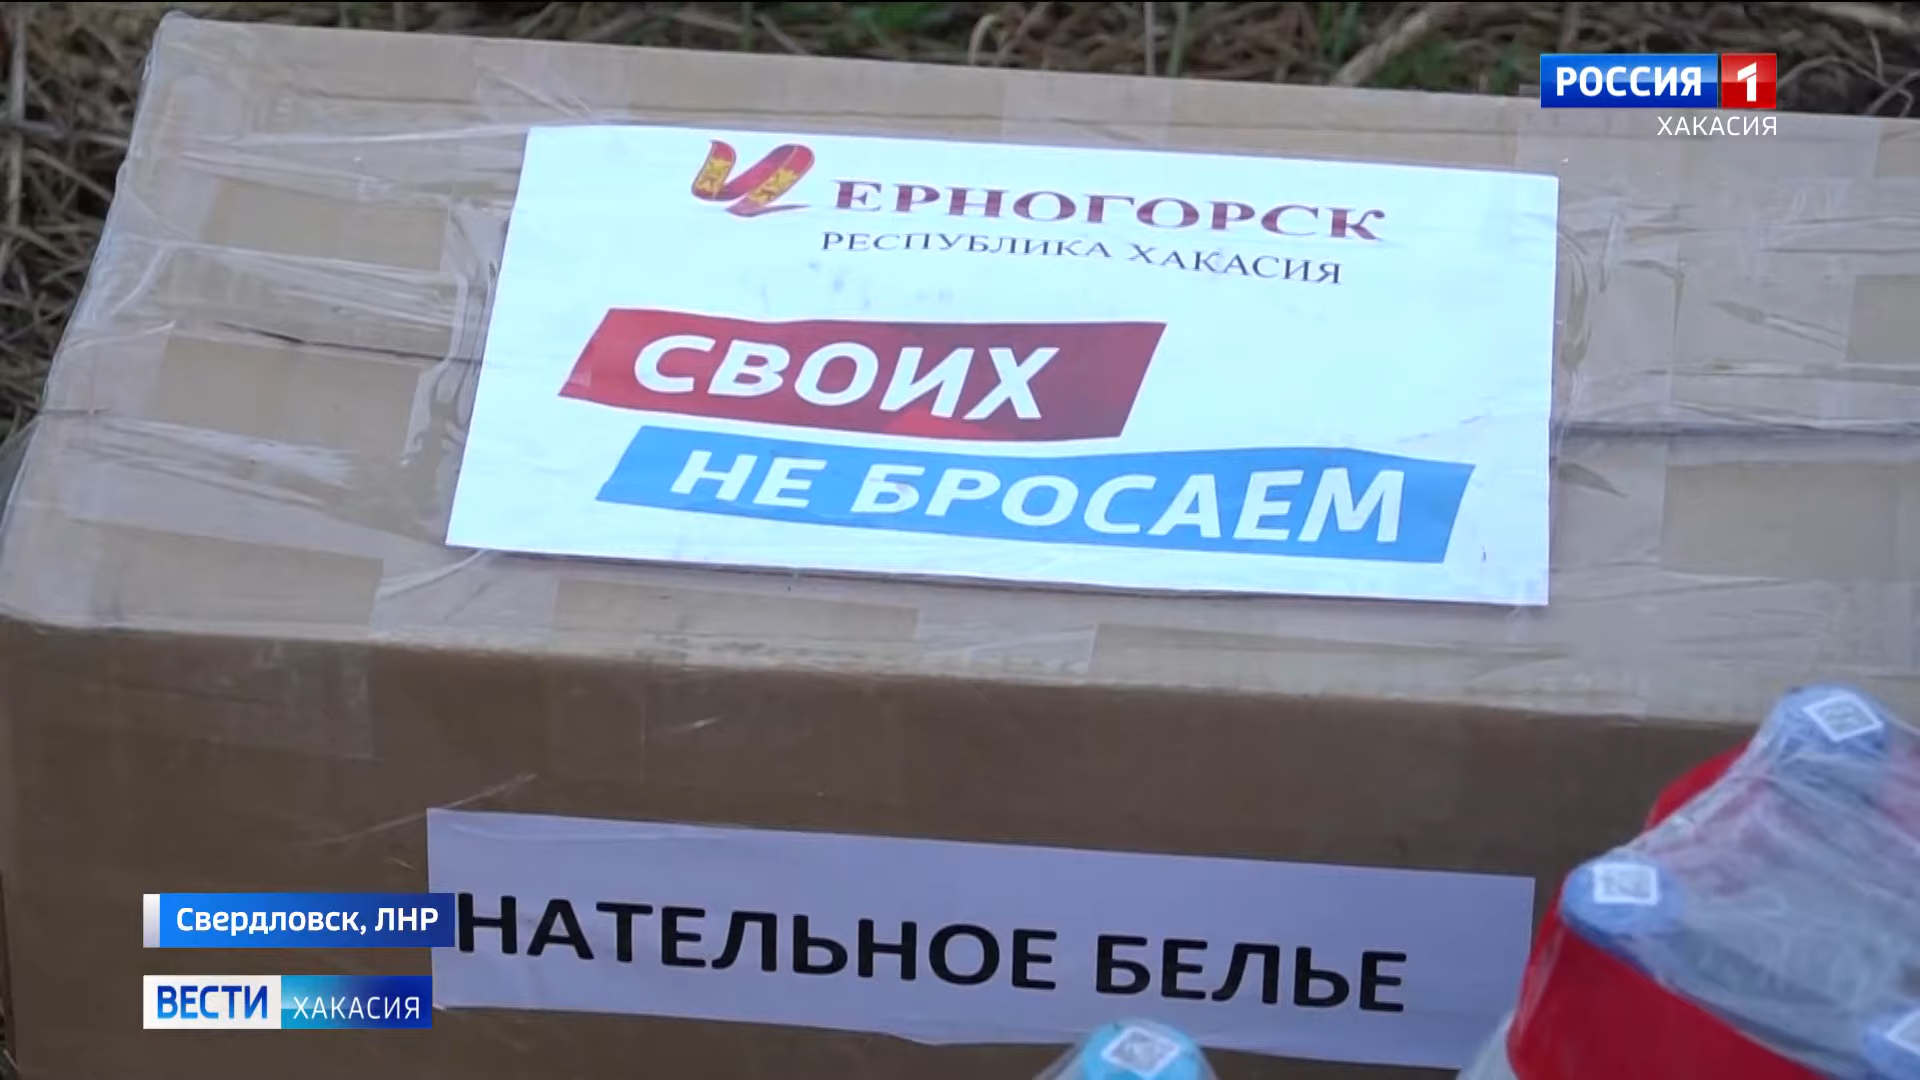 РОССИЯ 1
ХАКАСИЯ
ЧЕРНОГОРСК
РЕСПУБЛИКА ХАКАСИЯ
СВОИХ
НЕ БРОСАЕМ
НАТЕЛЬНОЕ БЕЛЬЕ
Свердловск, ЛНР
ВЕСТИ ХАКАСИЯ